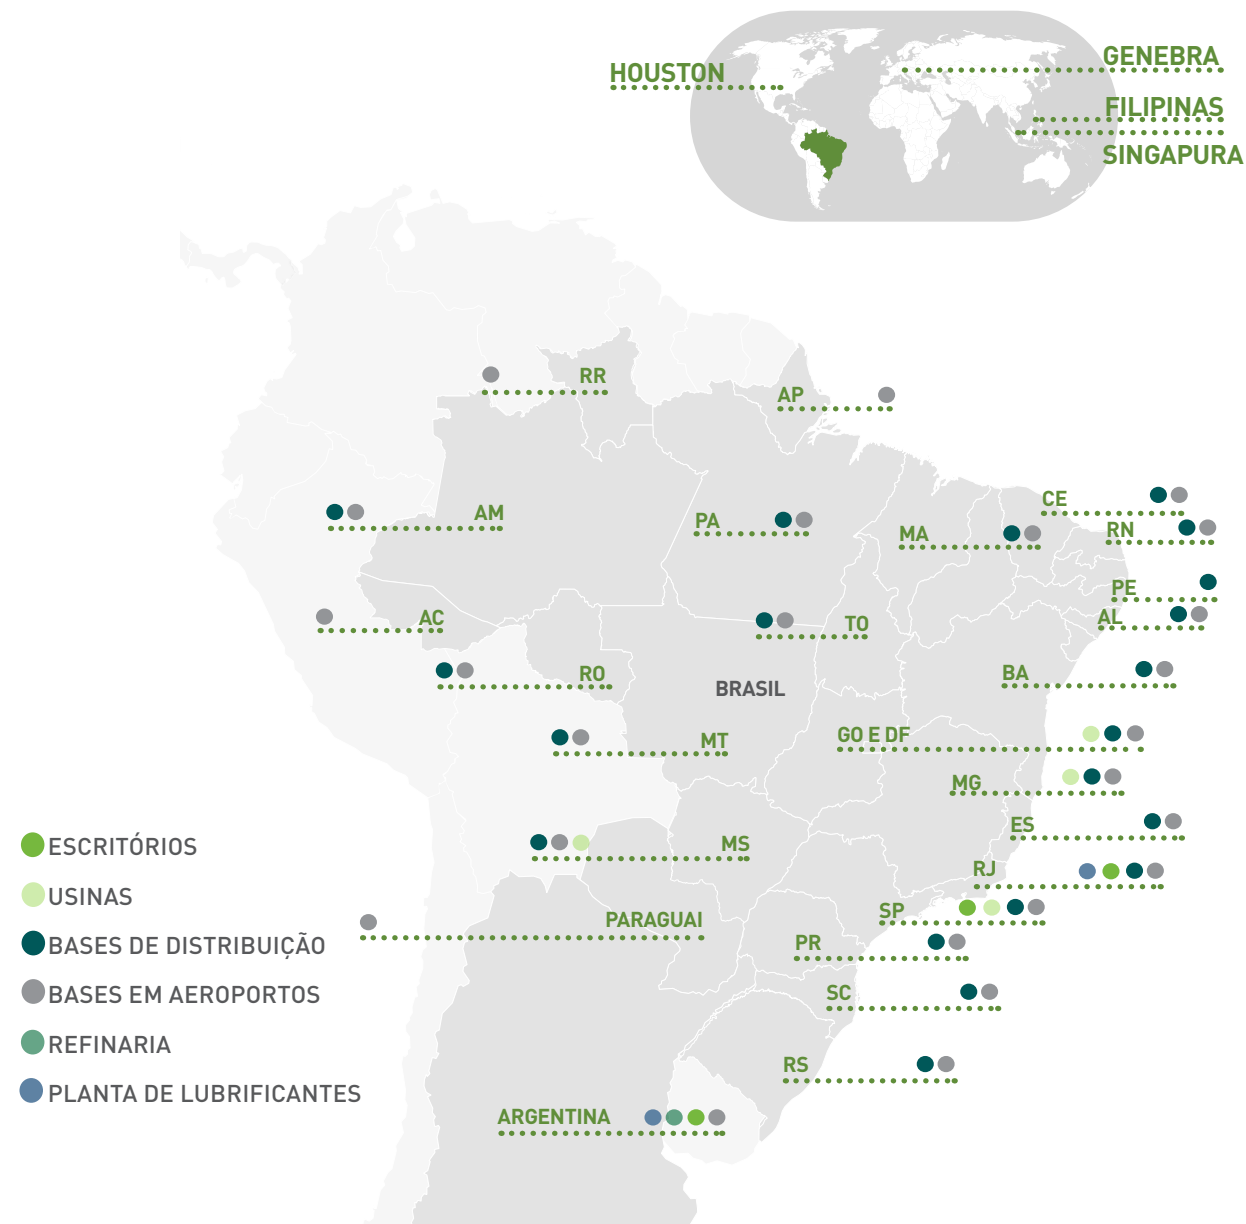 GENEBRA
HOUSTON
FILIPINAS
SINGAPURA
RR
AP
CE
AM
PA
MA
RN
PE
AC
TO
AL
RO
BRASIL
BA
MT
GO E DF
MG
ES
MS
RJ
ESCRITÓRIOS
USINAS
BASES DE DISTRIBUIÇÃO
BASES EM AEROPORTOS
REFINARIA
PLANTA DE LUBRIFICANTES
PARAGUAI
SP
PR
SC
RS
ARGENTINA